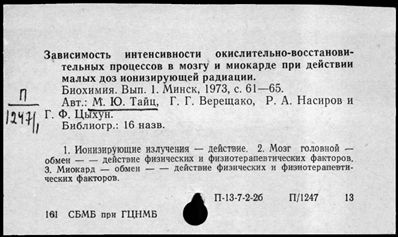 Зависимость интенсивности окислительно-восстанови-
тельных процессов в мозгу и миокарде при действии
малых доз ионизирующей радиации.
Биохимия. Вып. 1. Минск, 1973, с. 61—65.
Авт.: М. Ю. Тайц, Г. Г. Верещако, Р. А. Насиров и
Г. Ф. Цыхун.
Библиогр.: 16 назв.
П
1247/1
1. Ионизирующие излучения — действие. 2. Мозг головной —
обмен — — действие физических и физиотерапевтических факторов.
3. Миокард — обмен — — действие физических и физиотерапевти-
ческих факторов.
П-13-7-2-2б П/1247 13
161 СБМБ при ГЦНМБ